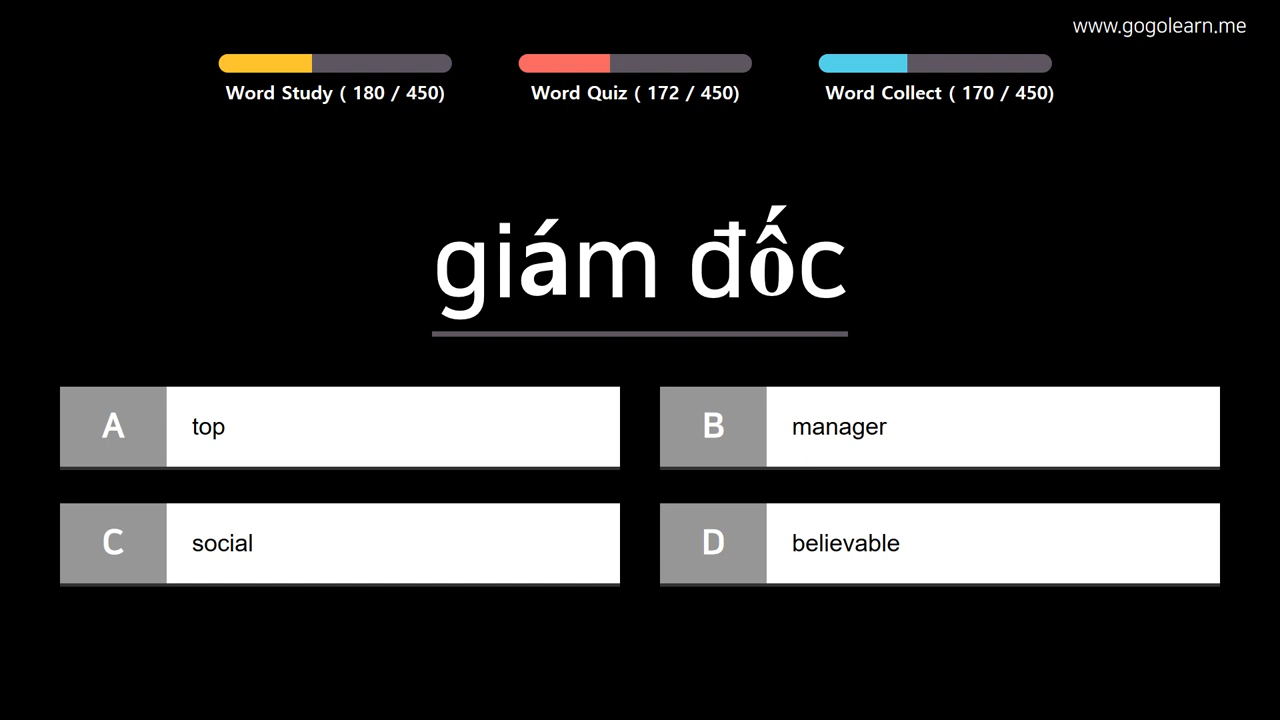 www.gogolearn.me
Word Study ( 180 / 450)
Word Quiz ( 172 / 450)
Word Collect ( 170 / 450)
giám đốc
A top
B manager
C social
D believable